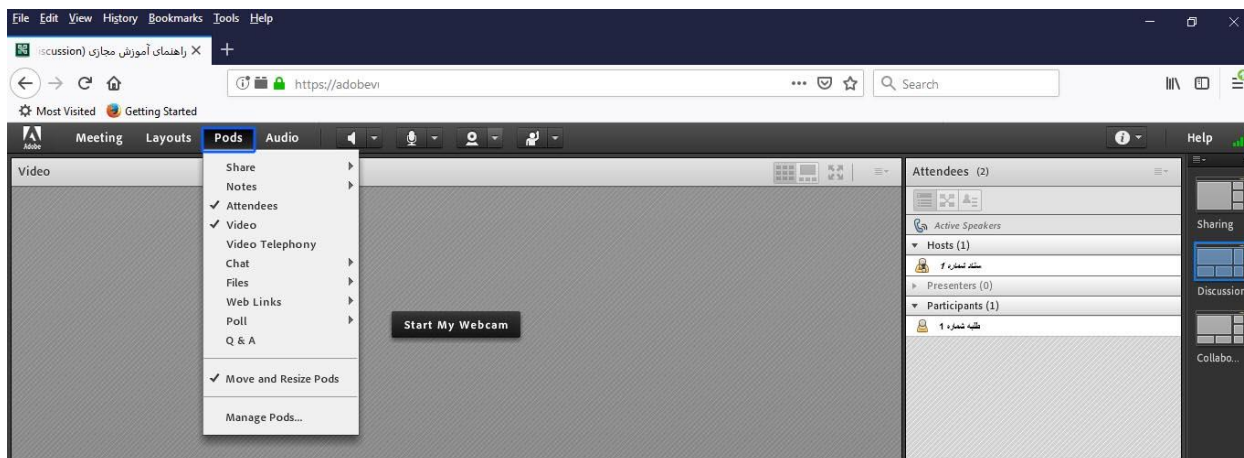 File Edit View History Bookmarks Tools Help
راهنمای آموزش مجازی (iscussion
https://adobev
Search
Most Visited Getting Started
Adobe Meeting Layouts Pods Audio Help
Video
Share
Notes
Attendees
Video
Video Telephony
Chat
Files
Web Links
Poll
Q & A
Move and Resize Pods
Manage Pods...
Start My Webcam
Attendees (2)
Active Speakers
Hosts (1)
شماره 1
Presenters (0)
Participants (1)
طلبه شماره 1
Sharing
Discussion
Collabo...